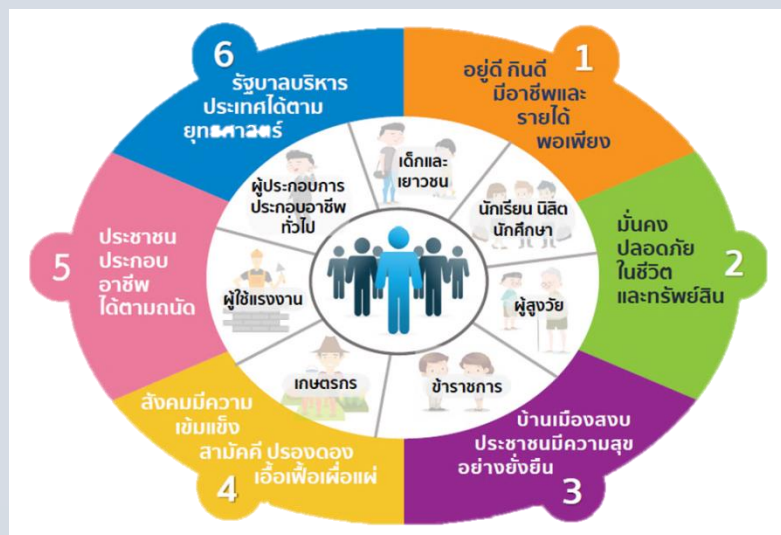 1
อยู่ดี กินดี
มีอาชีพและ
รายได้
พอเพียง
2
มั่นคง
ปลอดภัย
ในชีวิต
และทรัพย์สิน
3
บ้านเมืองสงบ
ประชาชนมีความสุข
อย่างยั่งยืน
4
สังคมมีความ
เข้มแข็ง
สามัคคี ปรองดอง
เอื้อเฟื้อเผื่อแผ่
5
ประชาชน
ประกอบ
อาชีพ
ได้ตามถนัด
6
รัฐบาลบริหาร
ประเทศได้ตาม
ยุทธศาสตร์
เด็กและ
เยาวชน
นักเรียน นิสิต
นักศึกษา
ผู้สูงวัย
ข้าราชการ
เกษตรกร
ผู้ใช้แรงงาน
ผู้ประกอบการ
ประกอบอาชีพ
ทั่วไป